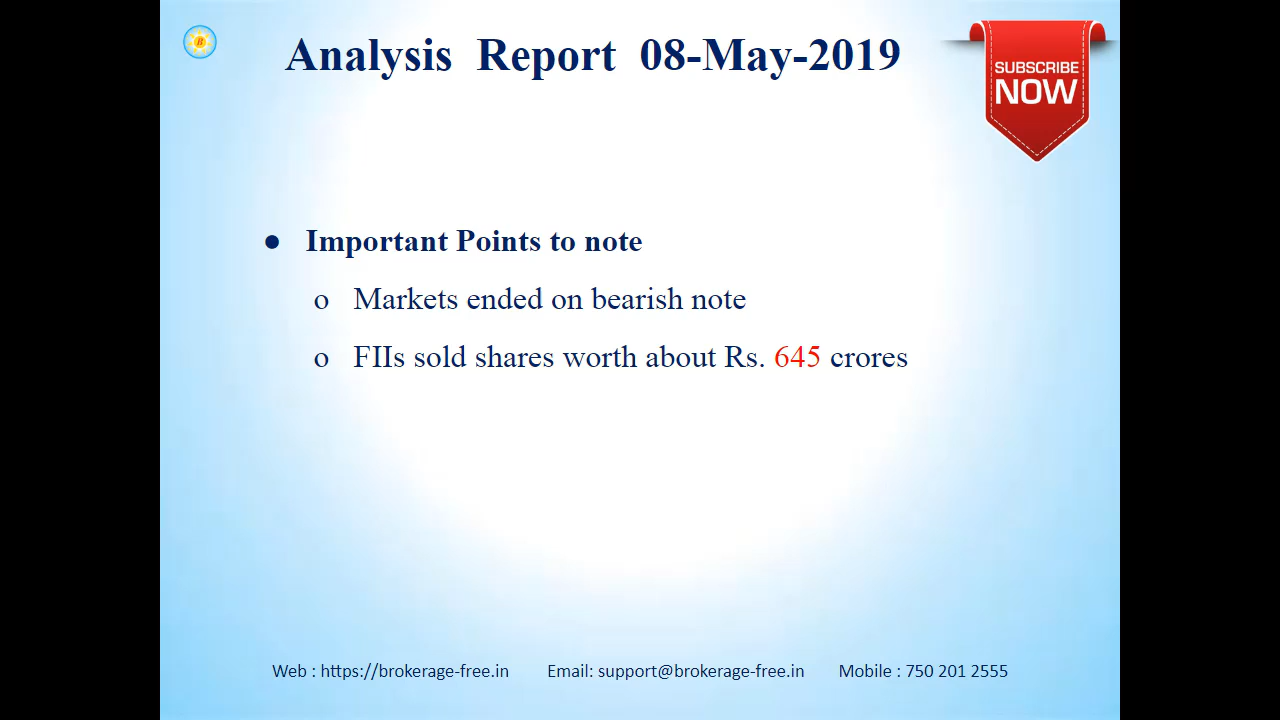 Analysis Report 08-May-2019
SUBSCRIBE
NOW
● Important Points to note
o Markets ended on bearish note
o FIIs sold shares worth about Rs. 645 crores
Web : https://brokerage-free.in Email: support@brokerage-free.in Mobile : 750 201 2555